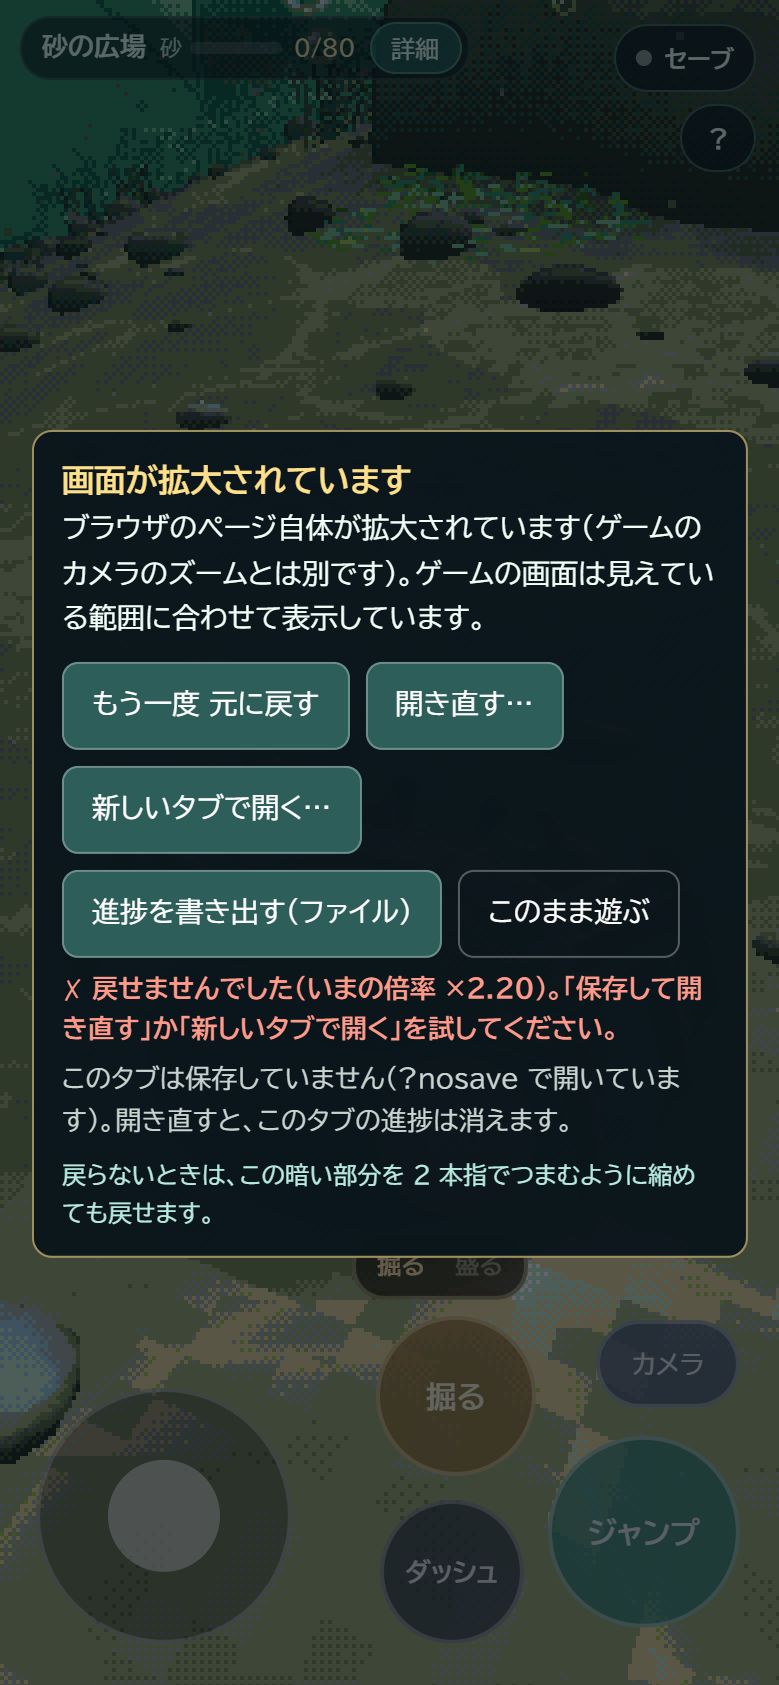 砂の広場 砂 0/80 詳細
セーブ
?
画面が拡大されています
ブラウザのページ自体が拡大されています(ゲームの
カメラのズームとは別です)。ゲームの画面は見えてい
る範囲に合わせて表示しています。
もう一度 元に戻す 開き直す…
新しいタブで開く…
進捗を書き出す(ファイル) このまま遊ぶ
✗ 戻せませんでした(いまの倍率 ×2.20)。「保存して開
き直す」か「新しいタブで開く」を試してください。
このタブは保存していません(?nosave で開いていま
す)。開き直すと、このタブの進捗は消えます。
戻らないときは、この暗い部分を 2 本指でつまむように縮め
ても戻せます。
掘る 盛る
掘る
カメラ
ジャンプ
ダッシュ